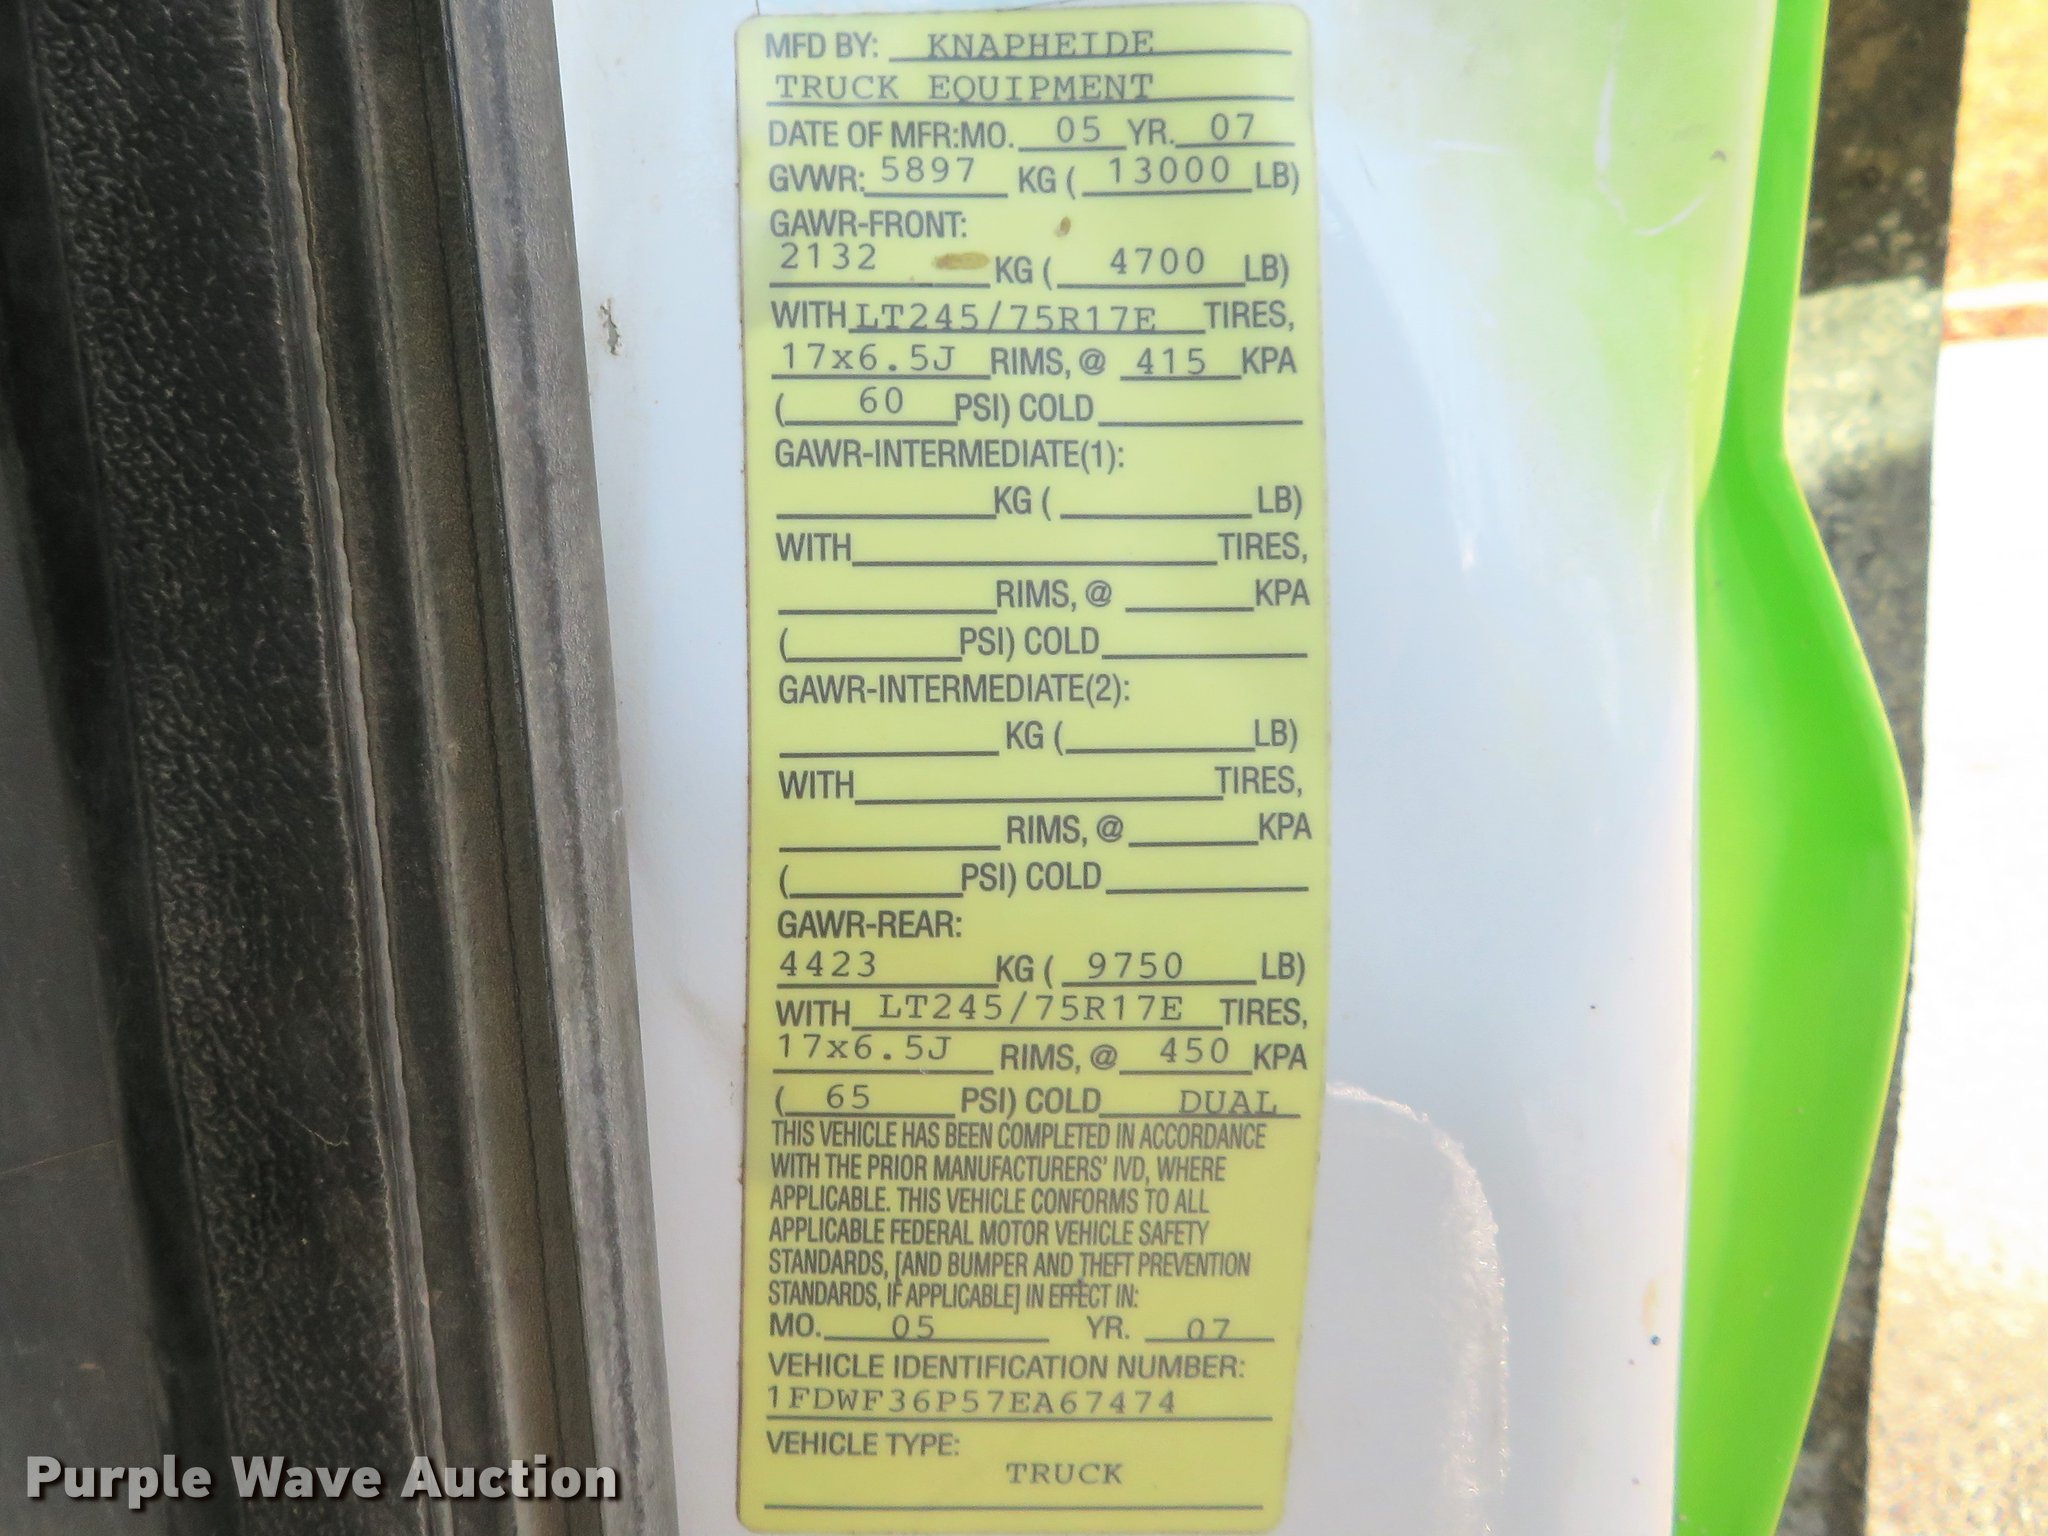 MFD BY: KNAPHEIDE
TRUCK EQUIPMENT
DATE OF MFR:MO. 05 YR. 07
GVWR: 5897 KG ( 13000 LB)
GAWR-FRONT:
2132 KG ( 4700 LB)
WITH LT245/75R17E TIRES,
17x6.5J RIMS, @ 415 KPA
( 60 PSI) COLD
GAWR-INTERMEDIATE(1):
KG ( LB)
WITH TIRES,
RIMS, @ KPA
( PSI) COLD
GAWR-INTERMEDIATE(2):
KG ( LB)
WITH TIRES,
RIMS, @ KPA
( PSI) COLD
GAWR-REAR:
4423 KG ( 9750 LB)
WITH LT245/75R17E TIRES,
17x6.5J RIMS, @ 450 KPA
( 65 PSI) COLD DUAL
THIS VEHICLE HAS BEEN COMPLETED IN ACCORDANCE
WITH THE PRIOR MANUFACTURERS' IVD, WHERE
APPLICABLE. THIS VEHICLE CONFORMS TO ALL
APPLICABLE FEDERAL MOTOR VEHICLE SAFETY
STANDARDS, [AND BUMPER AND THEFT PREVENTION
STANDARDS, IF APPLICABLE] IN EFFECT IN:
MO. 05 YR. 07
VEHICLE IDENTIFICATION NUMBER:
1FDWF36P57EA67474
VEHICLE TYPE:
TRUCK
Purple Wave Auction